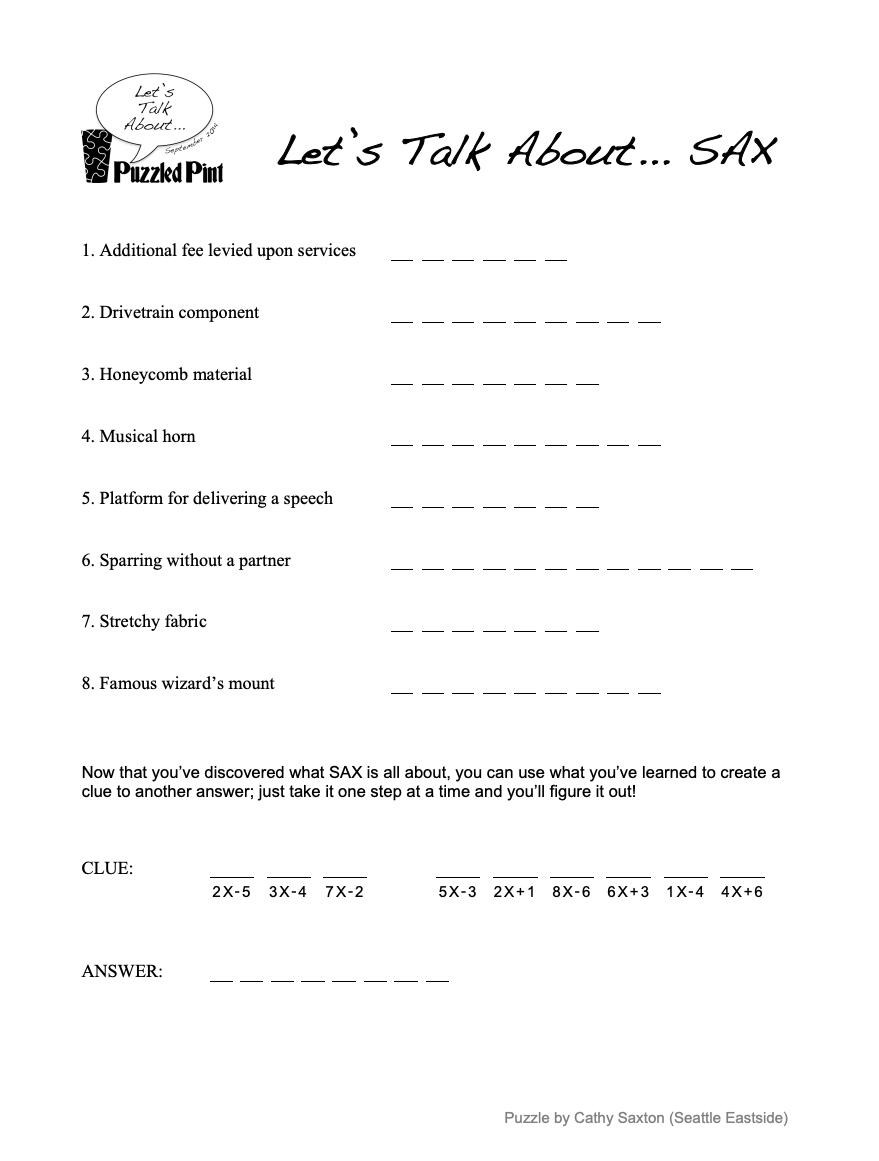 Let's
Talk
About...
September 2014
Puzzled Pint
Let's Talk About... SAX
1. Additional fee levied upon services __ __ __ __ __ __
2. Drivetrain component __ __ __ __ __ __ __ __ __
3. Honeycomb material __ __ __ __ __ __ __
4. Musical horn __ __ __ __ __ __ __ __ __
5. Platform for delivering a speech __ __ __ __ __ __ __
6. Sparring without a partner __ __ __ __ __ __ __ __ __ __ __ __
7. Stretchy fabric __ __ __ __ __ __ __
8. Famous wizard’s mount __ __ __ __ __ __ __ __ __
Now that you’ve discovered what SAX is all about, you can use what you’ve learned to create a
clue to another answer; just take it one step at a time and you’ll figure it out!
CLUE: __ __ __ __ __ __ __ __ __
2X-5 3X-4 7X-2 5X-3 2X+1 8X-6 6X+3 1X-4 4X+6
ANSWER: __ __ __ __ __ __ __ __
Puzzle by Cathy Saxton (Seattle Eastside)